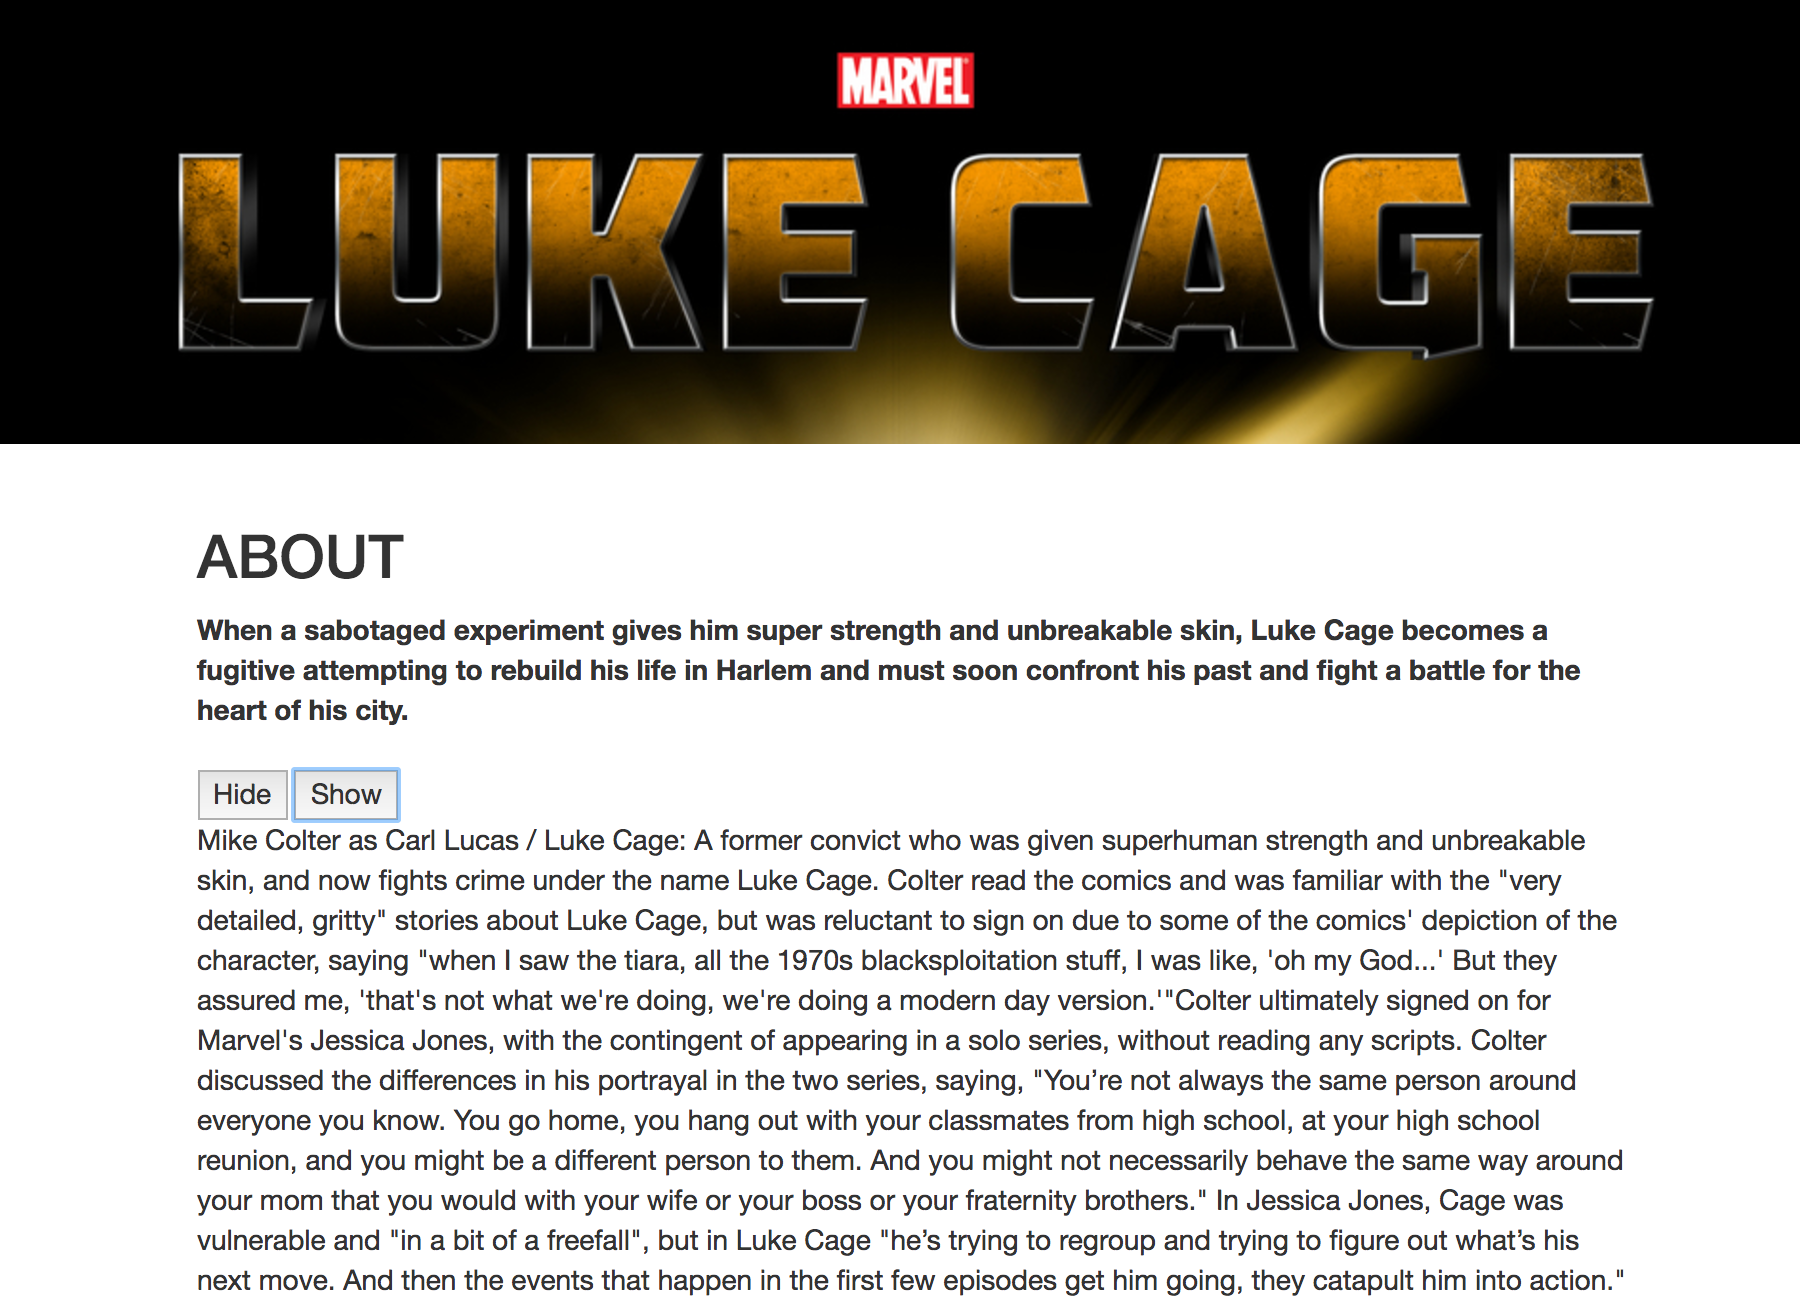 MARVEL
LUKE CAGE
ABOUT
When a sabotaged experiment gives him super strength and unbreakable skin, Luke Cage becomes a
fugitive attempting to rebuild his life in Harlem and must soon confront his past and fight a battle for the
heart of his city.
Hide Show
Mike Colter as Carl Lucas / Luke Cage: A former convict who was given superhuman strength and unbreakable
skin, and now fights crime under the name Luke Cage. Colter read the comics and was familiar with the "very
detailed, gritty" stories about Luke Cage, but was reluctant to sign on due to some of the comics' depiction of the
character, saying "when I saw the tiara, all the 1970s blacksploitation stuff, I was like, 'oh my God...' But they
assured me, 'that's not what we're doing, we're doing a modern day version.'"Colter ultimately signed on for
Marvel's Jessica Jones, with the contingent of appearing in a solo series, without reading any scripts. Colter
discussed the differences in his portrayal in the two series, saying, "You’re not always the same person around
everyone you know. You go home, you hang out with your classmates from high school, at your high school
reunion, and you might be a different person to them. And you might not necessarily behave the same way around
your mom that you would with your wife or your boss or your fraternity brothers." In Jessica Jones, Cage was
vulnerable and "in a bit of a freefall", but in Luke Cage "he’s trying to regroup and trying to figure out what’s his
next move. And then the events that happen in the first few episodes get him going, they catapult him into action."